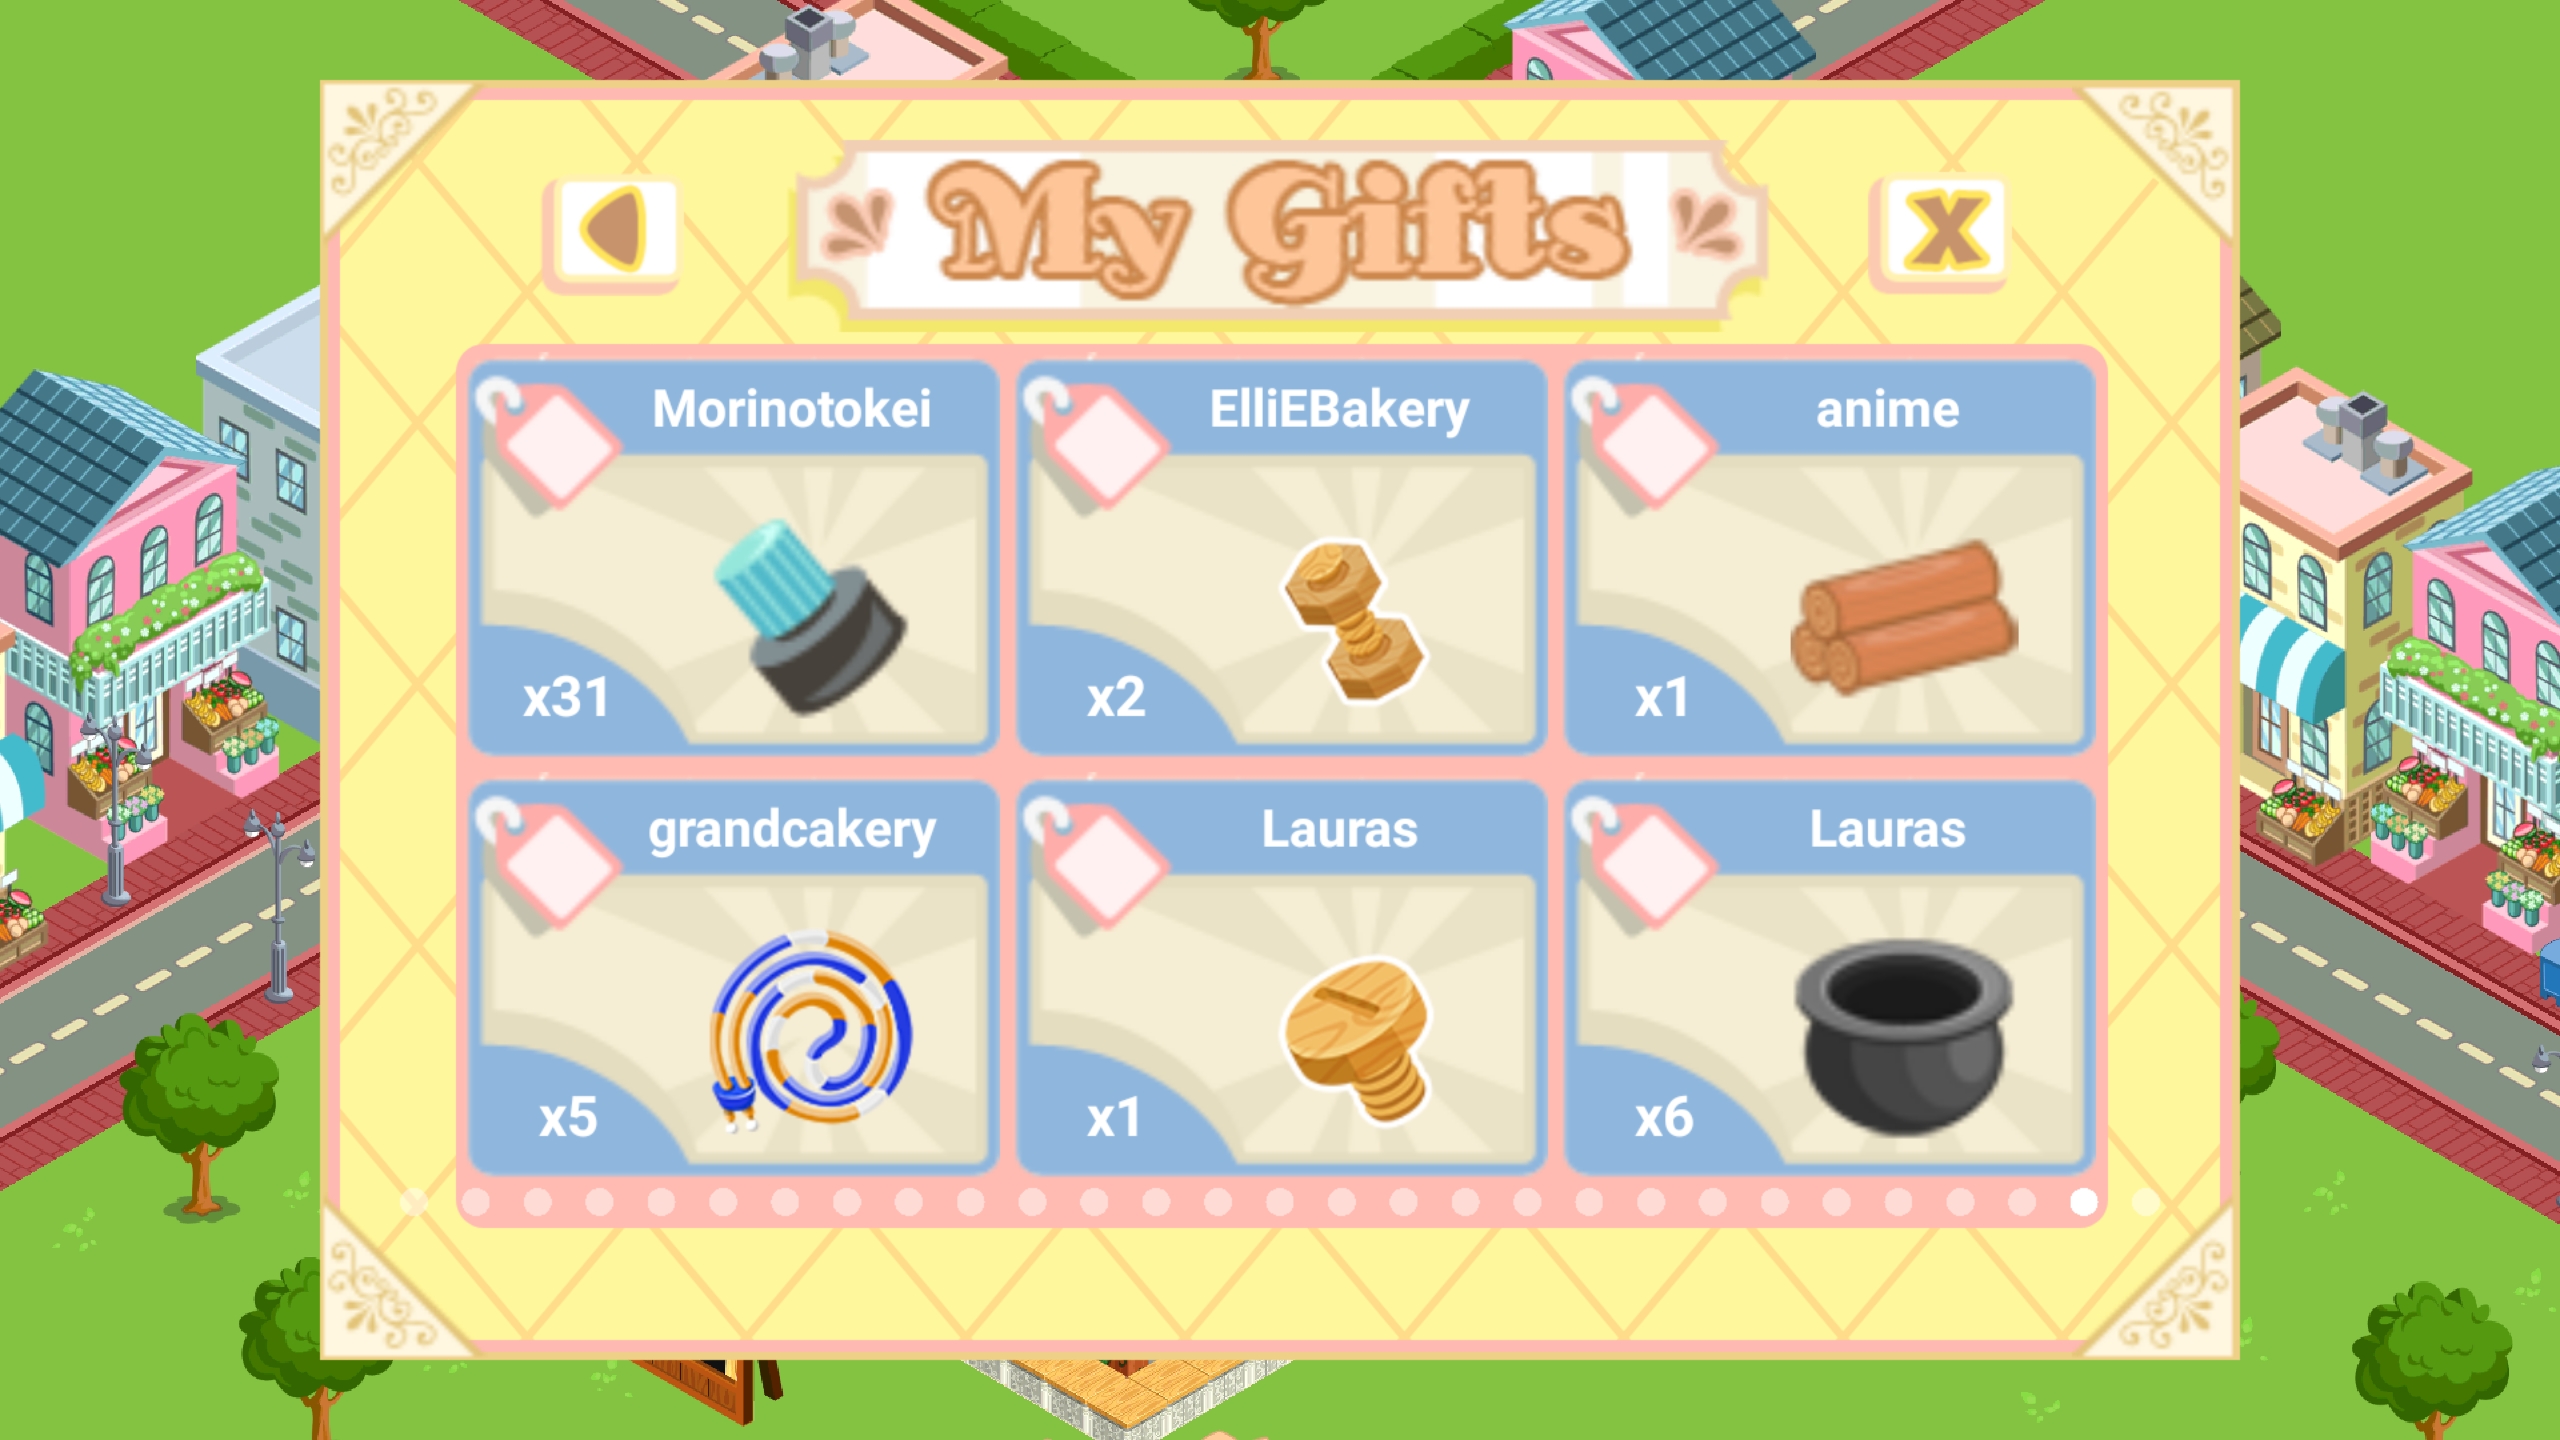 My Gifts
X
Morinotokei
x31
ElliEBakery
x2
anime
x1
grandcakery
x5
Lauras
x1
Lauras
x6